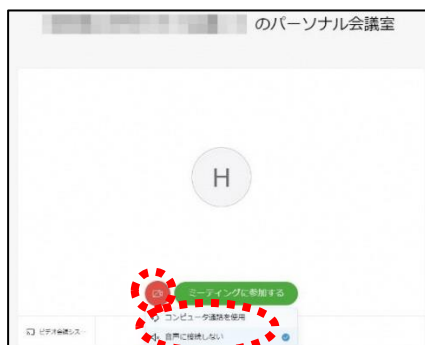 のパーソナル会議室
H
ミーティングに参加する
コンピュータ通話を使用
ビデオ会議シス…
音声に接続しない